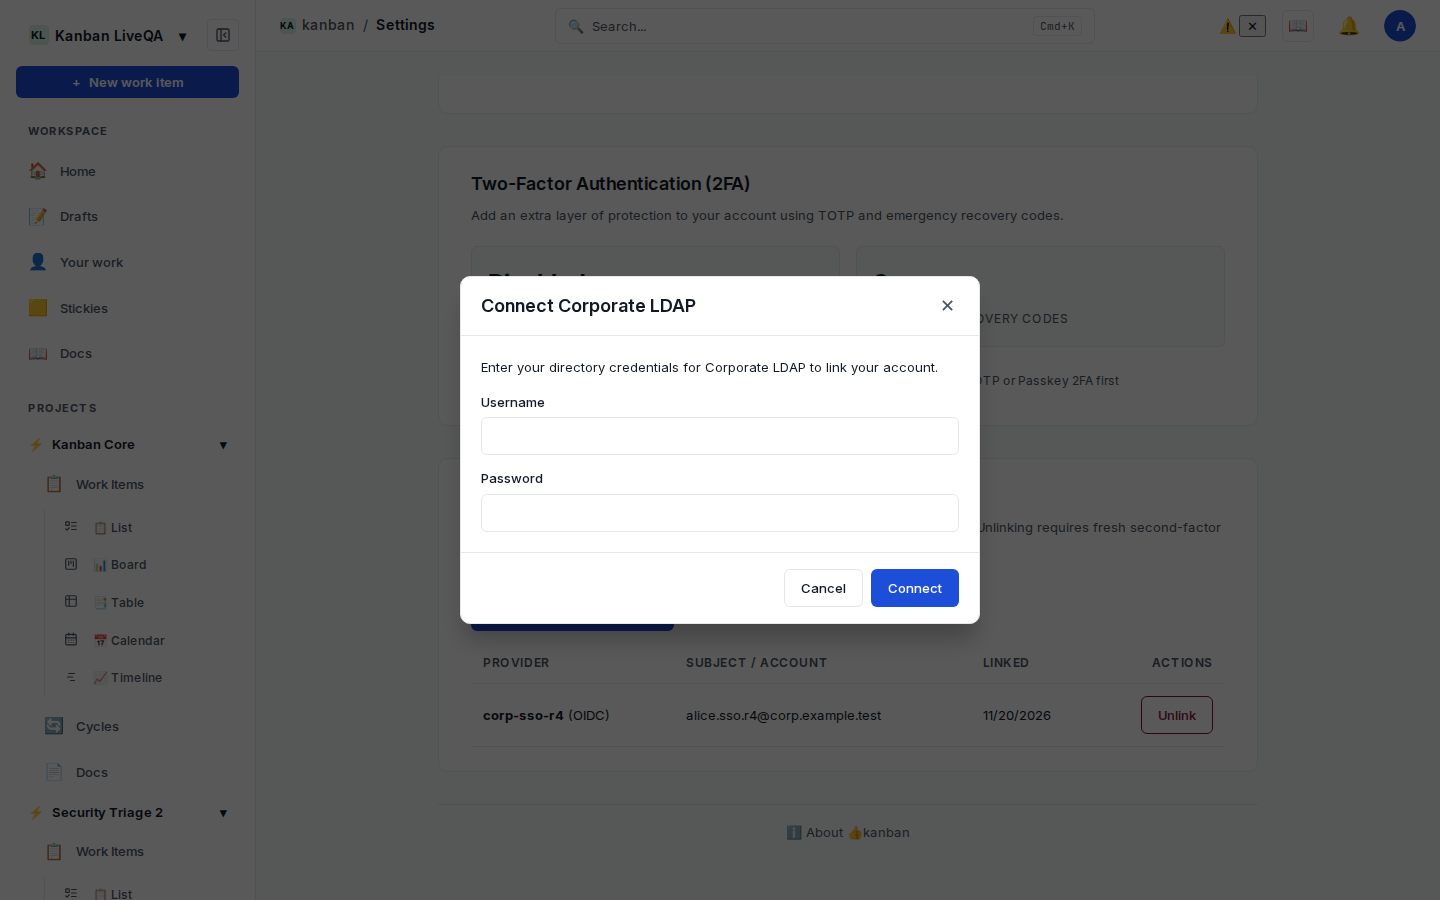 KL Kanban LiveQA ▼
KA kanban / Settings
🔍 Search... Cmd+K
⚠️ ✕ 📖 🔔 A
+ New work item
WORKSPACE
🏠 Home
📝 Drafts
👤 Your work
🟨 Stickies
📖 Docs
PROJECTS
⚡ Kanban Core ▼
📋 Work Items
📋 List
📊 Board
📑 Table
📅 Calendar
📈 Timeline
🔄 Cycles
📄 Docs
⚡ Security Triage 2 ▼
📋 Work Items
📋 List
Two-Factor Authentication (2FA)
Add an extra layer of protection to your account using TOTP and emergency recovery codes.
Connect Corporate LDAP ✕
Enter your directory credentials for Corporate LDAP to link your account.
Username
Password
Cancel Connect
OVERY CODES
OTP or Passkey 2FA first
Unlinking requires fresh second-factor
PROVIDER SUBJECT / ACCOUNT LINKED ACTIONS
corp-sso-r4 (OIDC) alice.sso.r4@corp.example.test 11/20/2026 Unlink
ℹ️ About 👍kanban